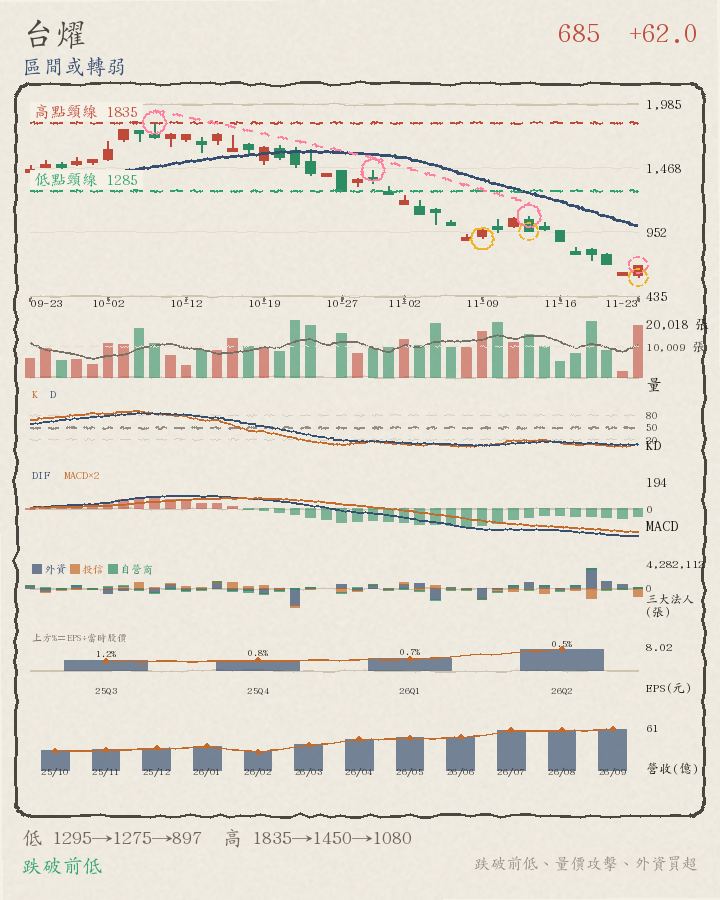 台燿
685 +62.0
區間或轉弱
1,985
高點頸線 1835
1,468
低點頸線 1285
952
435
09-23 10-02 10-12 10-19 10-27 11-02 11-09 11-16 11-23
20,018 張
10,009 張
量
K D
80
50
20
KD
DIF MACD×2
194
0
MACD
外資 投信 自營商
4,282,112
0
三大法人
(張)
上方%=EPS÷當時股價
1.2% 0.8% 0.7% 0.5%
8.02
25Q3 25Q4 26Q1 26Q2
EPS(元)
61
25/10 25/11 25/12 26/01 26/02 26/03 26/04 26/05 26/06 26/07 26/08 26/09
營收(億)
低 1295→1275→897 高 1835→1450→1080
跌破前低
跌破前低、量價攻擊、外資買超